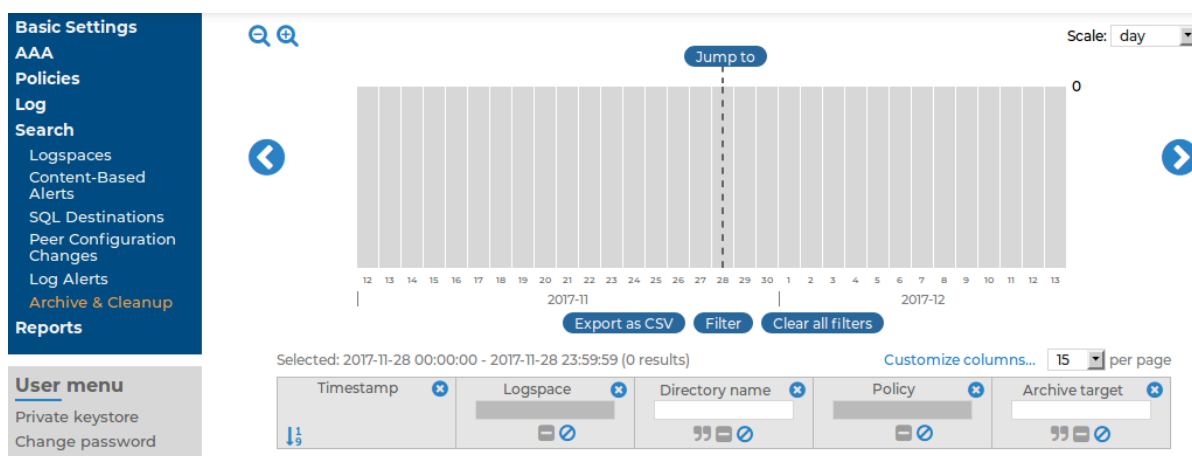 Basic Settings
AAA
Policies
Log
Search
Logspaces
Content-Based
Alerts
SQL Destinations
Peer Configuration
Changes
Log Alerts
Archive & Cleanup
Reports
User menu
Private keystore
Change password
Scale: day
Jump to
0
12 13 14 15 16 17 18 19 20 21 22 23 24 25 26 27 28 29 30 1 2 3 4 5 6 7 8 9 10 11 12 13
2017-11 2017-12
Export as CSV Filter Clear all filters
Selected: 2017-11-28 00:00:00 - 2017-11-28 23:59:59 (0 results) Customize columns... 15 per page
Timestamp Logspace Directory name Policy Archive target